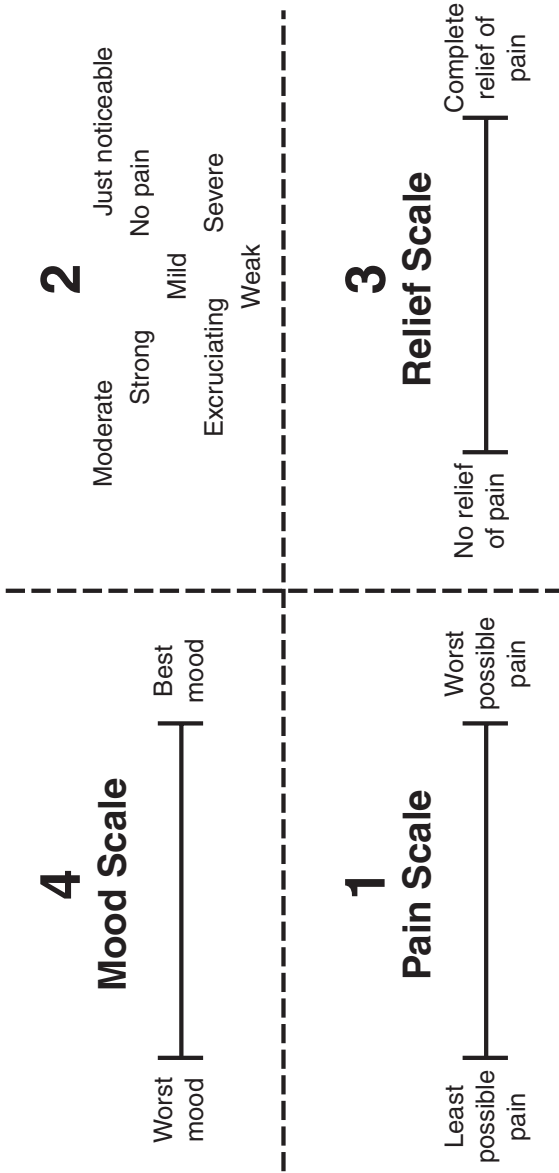 4
Mood Scale
Worst
mood
Best
mood
2
Moderate
Just noticeable
Strong
No pain
Mild
Excruciating
Severe
Weak
1
Pain Scale
Least
possible
pain
Worst
possible
pain
3
Relief Scale
No relief
of pain
Complete
relief of
pain